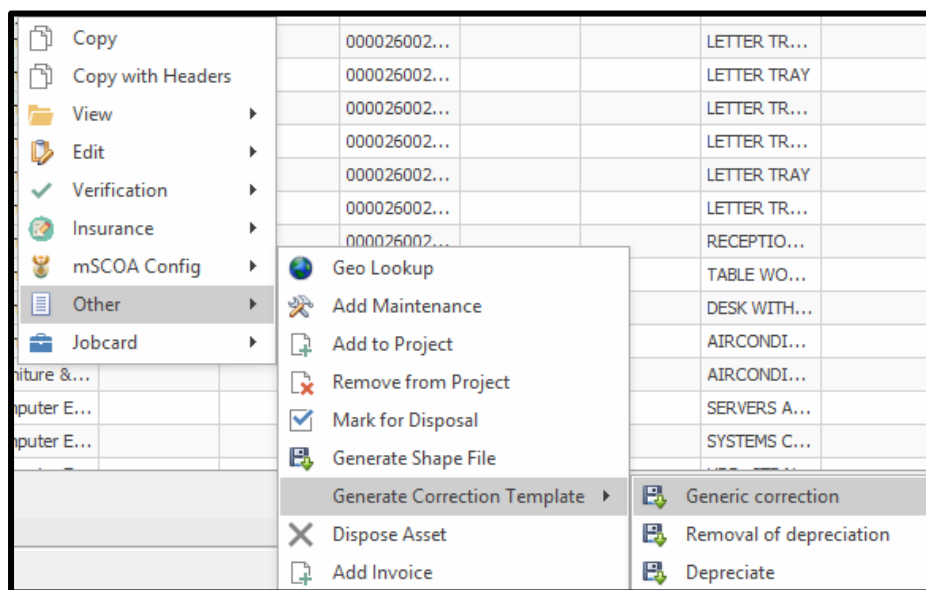 Copy
Copy with Headers
View
Edit
Verification
Insurance
mSCOA Config
Other
Jobcard
niture &...
nputer E...
nputer E...
000026002...
000026002...
000026002...
000026002...
000026002...
000026002...
000026002...
LETTER TR...
LETTER TRAY
LETTER TR...
LETTER TR...
LETTER TRAY
LETTER TR...
RECEPTIO...
TABLE WO...
DESK WITH...
AIRCONDI...
AIRCONDI...
SERVERS A...
SYSTEMS C...
Geo Lookup
Add Maintenance
Add to Project
Remove from Project
Mark for Disposal
Generate Shape File
Generate Correction Template
Dispose Asset
Add Invoice
Generic correction
Removal of depreciation
Depreciate